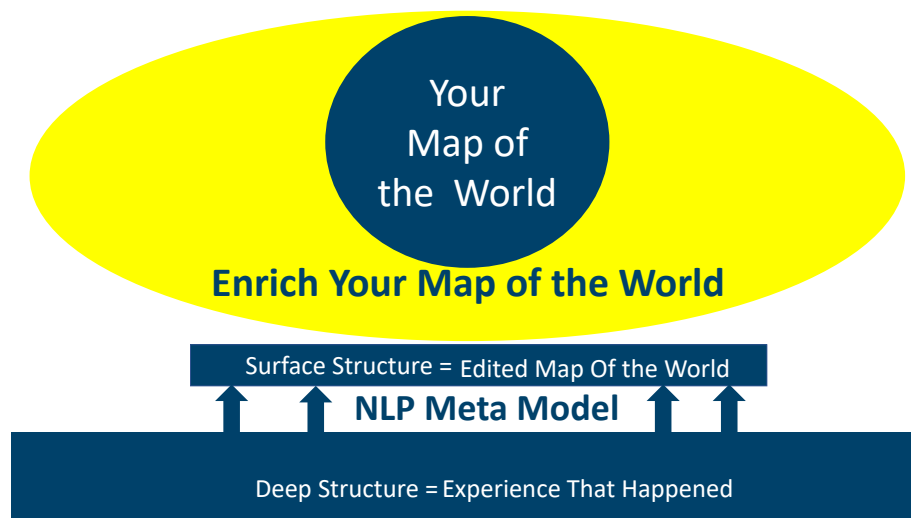 Your
Map of
the World
Enrich Your Map of the World
Surface Structure = Edited Map Of the World
NLP Meta Model
Deep Structure = Experience That Happened